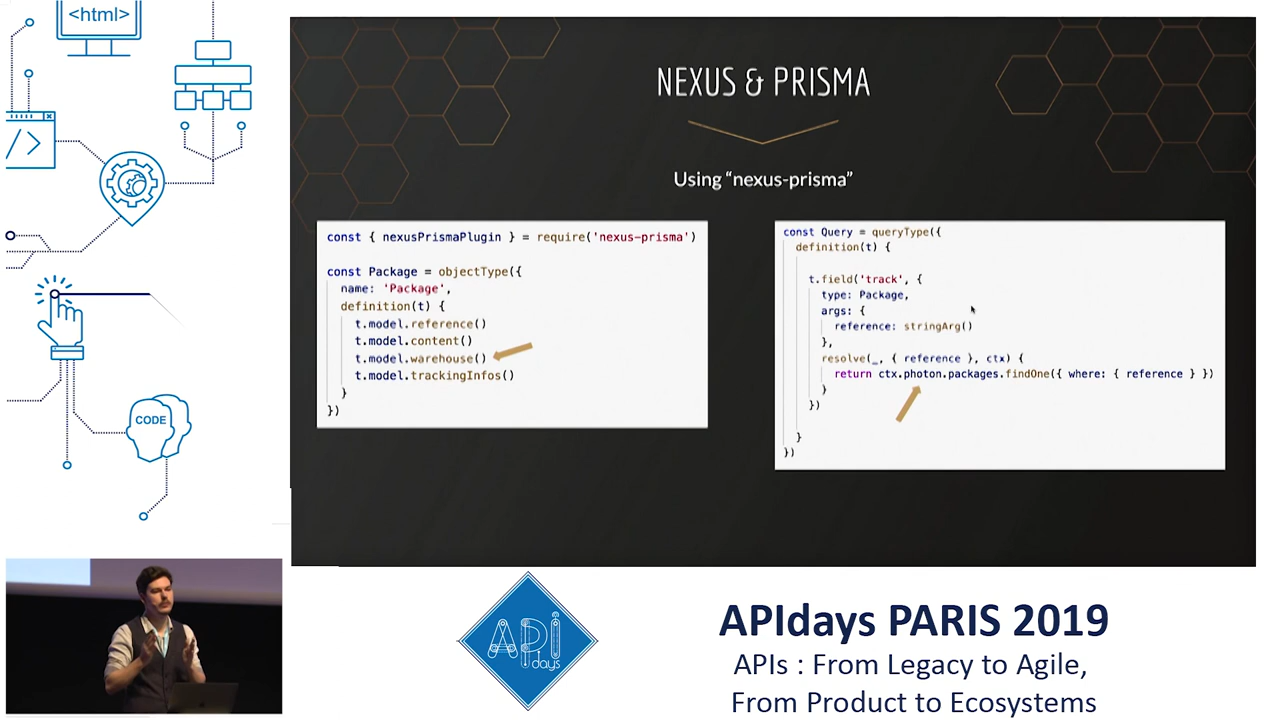 <html>
</>
CODE
NEXUS & PRISMA
Using “nexus-prisma”
const { nexusPrismaPlugin } = require('nexus-prisma')
const Package = objectType({
name: 'Package',
definition(t) {
t.model.reference()
t.model.content()
t.model.warehouse()
t.model.trackingInfos()
}
})
const Query = queryType({
definition(t) {
t.field('track', {
type: Package,
args: {
reference: stringArg()
},
resolve(_, { reference }, ctx) {
return ctx.photon.packages.findOne({ where: { reference } })
}
})
}
})
API
days
APIdays PARIS 2019
APIs : From Legacy to Agile,
From Product to Ecosystems